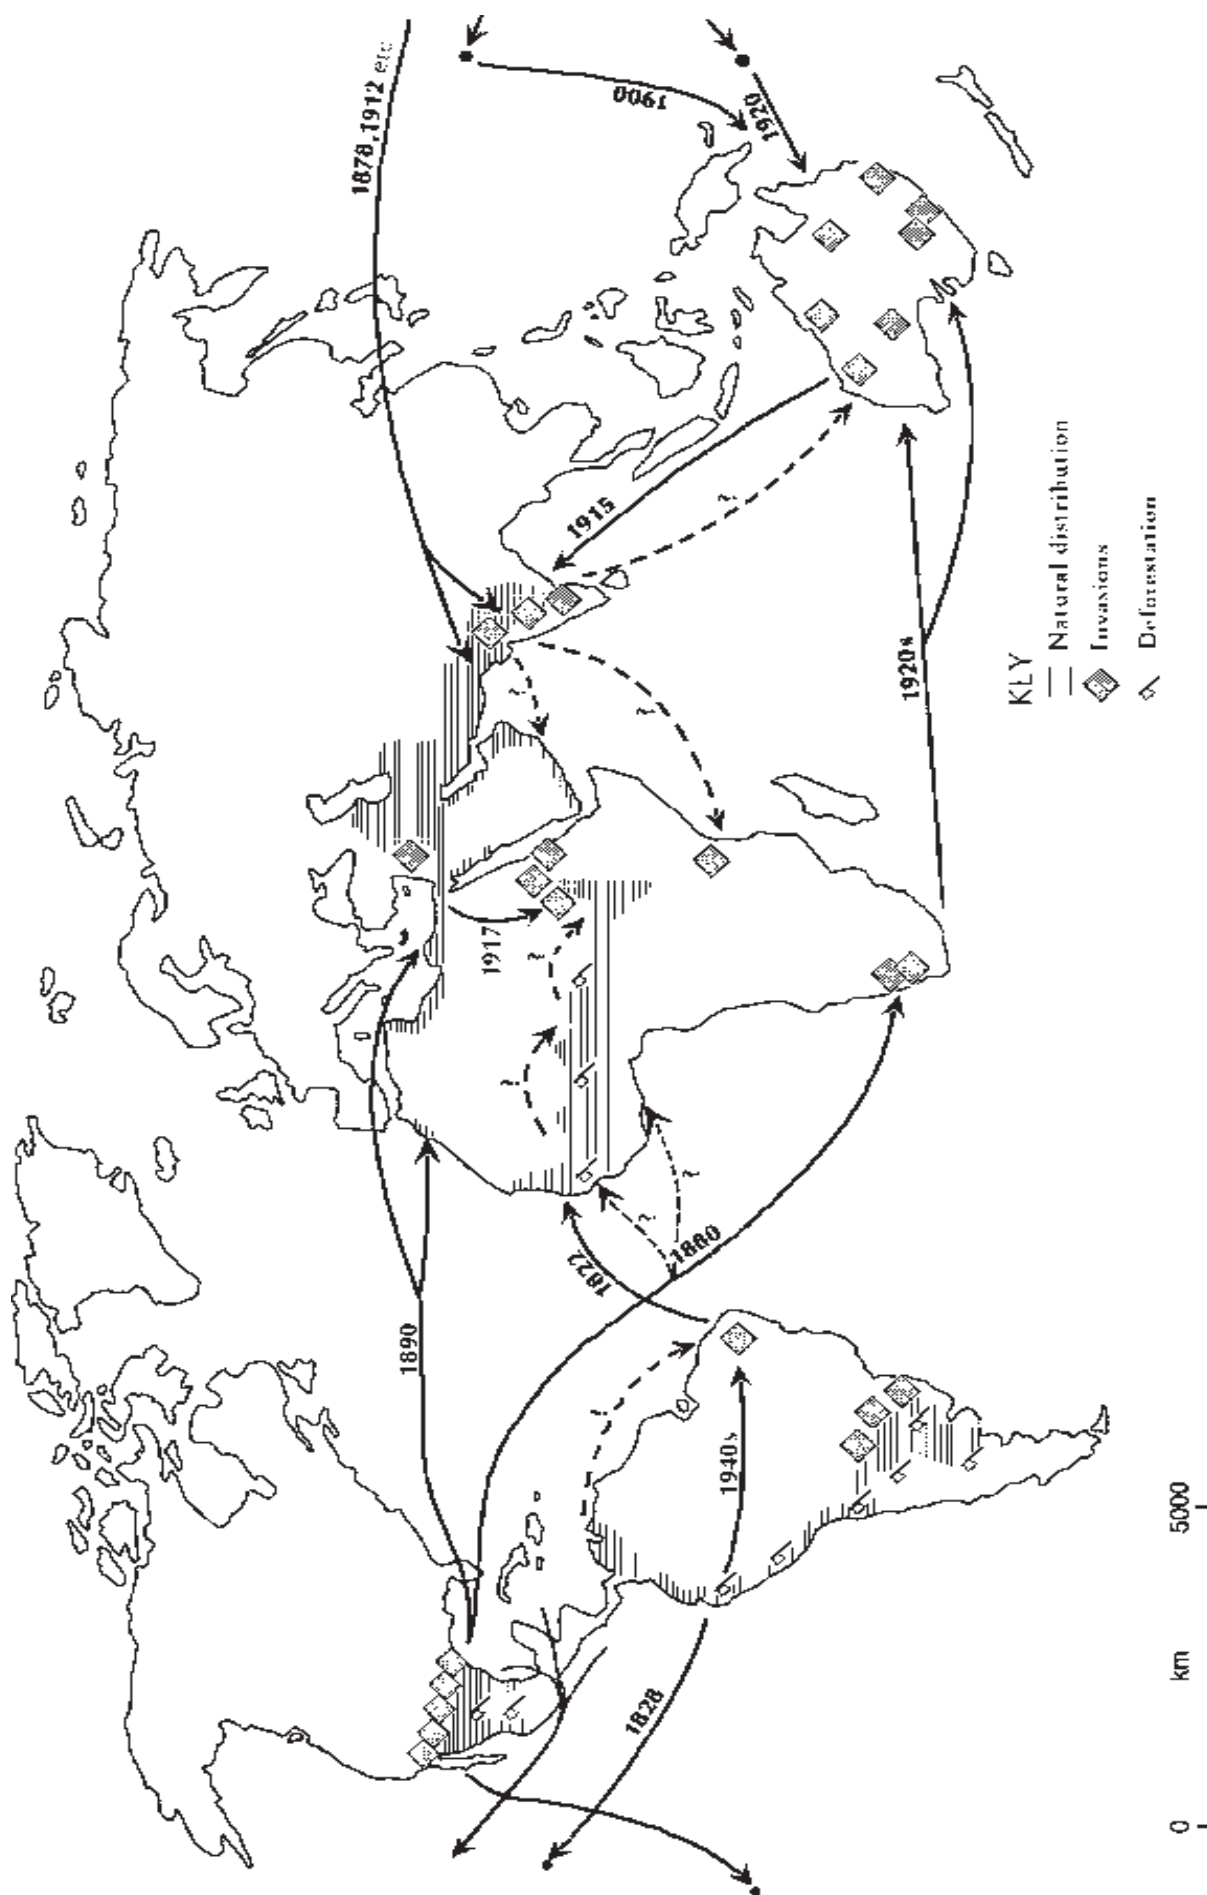 1878, 1912 etc
1900
1920
1915
?
?
?
1920s
1917
?
?
?
?
1880
1822
1890
?
1940s
1828
KEY
Natural distribution
Invasions
Deforestation
0 km 5000